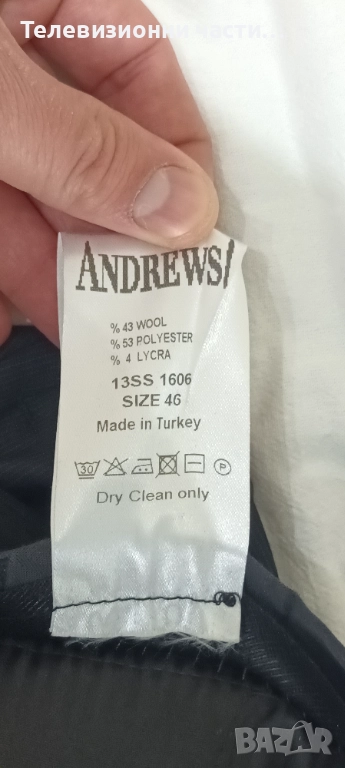 Телевизионни части...
ANDREWS/
% 43 WOOL
% 53 POLYESTER
% 4 LYCRA
13SS 1606
SIZE 46
Made in Turkey
30 P
Dry Clean only
BAZAR